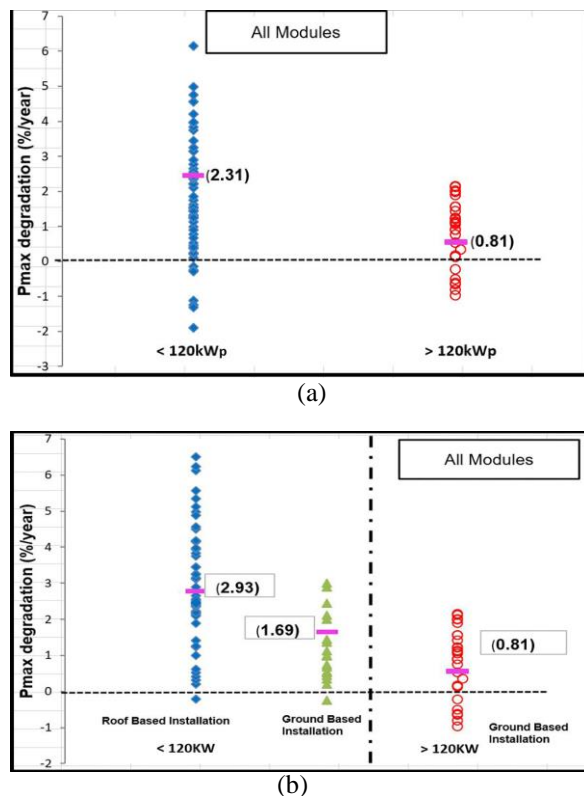 All Modules
Pmax degradation (%/year)
7
6
5
4
3
2
1
0
-1
-2
-3
(2.31)
(0.81)
< 120kWp
> 120kWp
(a)
All Modules
Pmax degradation (%/year)
7
6
5
4
3
2
1
0
-1
-2
(2.93)
(1.69)
(0.81)
Roof Based Installation
Ground Based
Installation
Ground Based
Installation
< 120KW
> 120KW
(b)